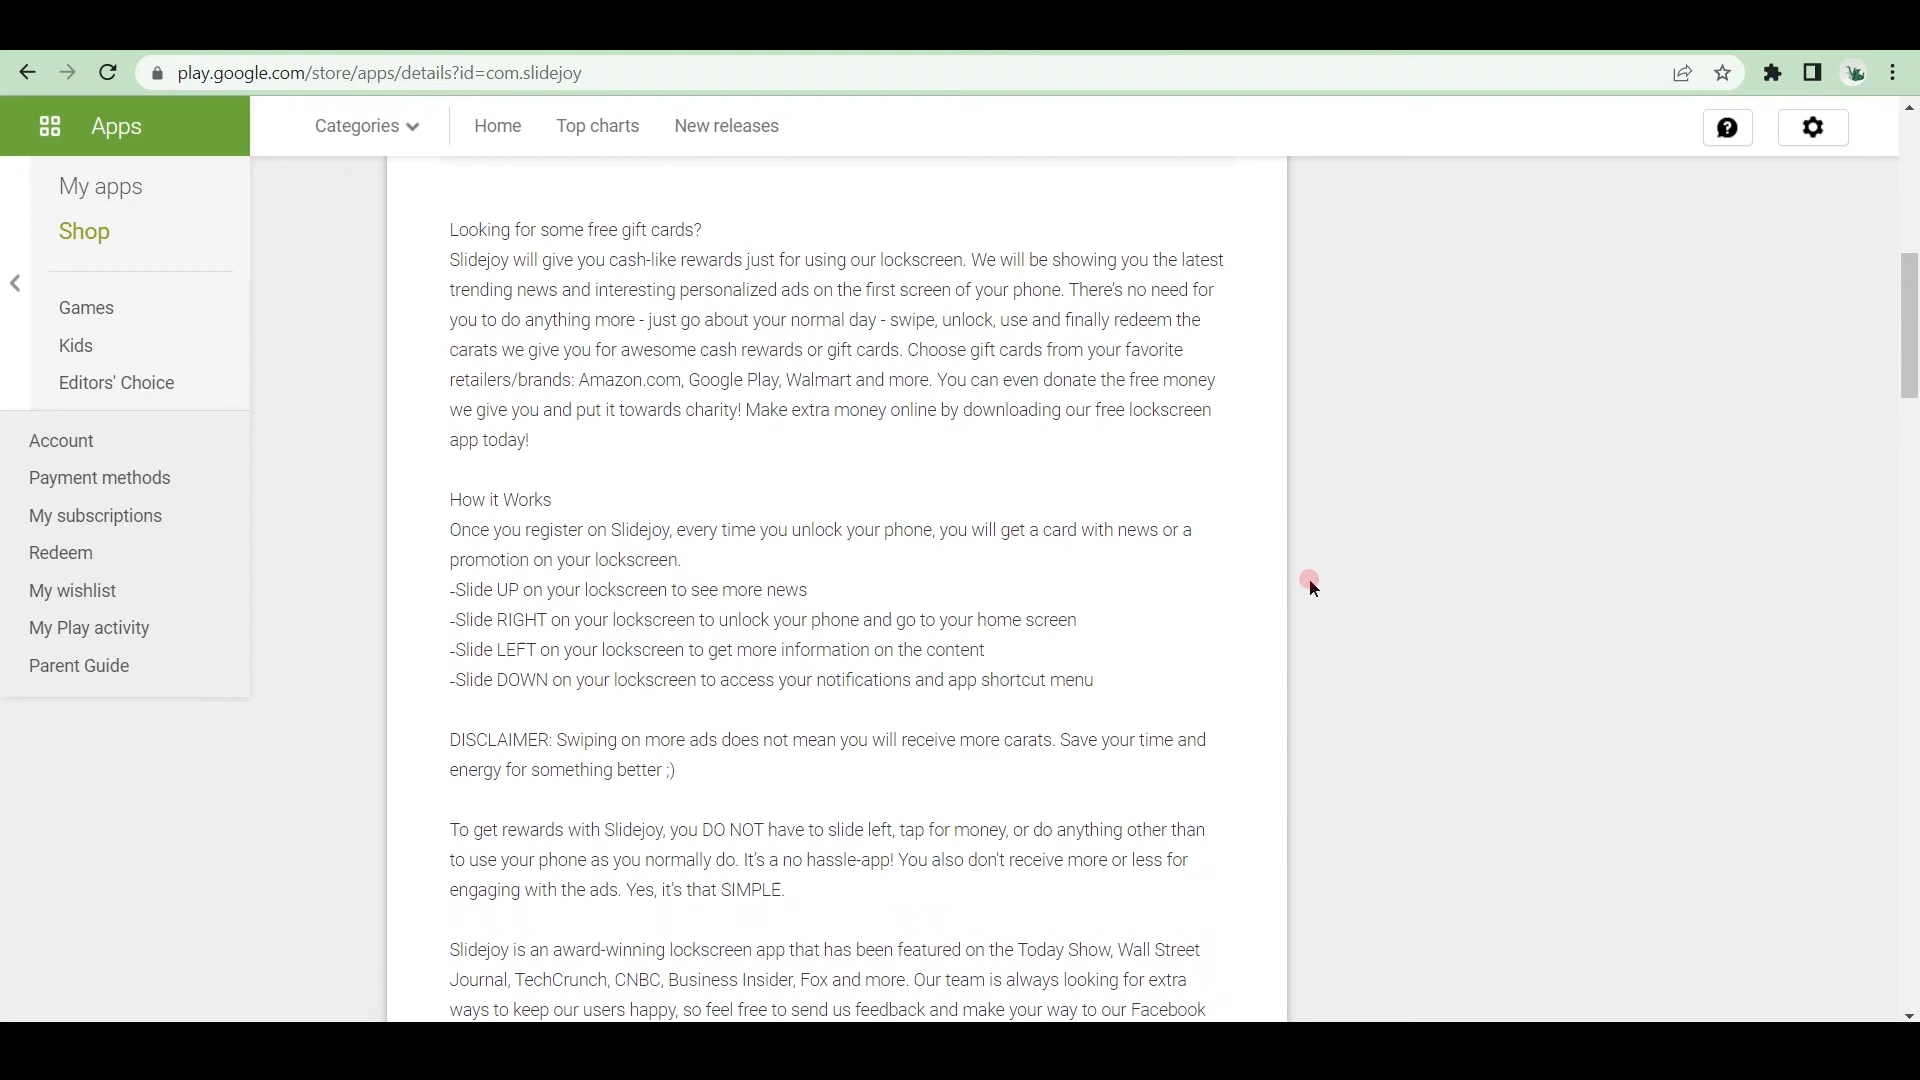 play.google.com/store/apps/details?id=com.slidejoy
Apps
Categories
Home
Top charts
New releases
My apps
Shop
Games
Kids
Editors' Choice
Account
Payment methods
My subscriptions
Redeem
My wishlist
My Play activity
Parent Guide
Looking for some free gift cards?
Slidejoy will give you cash-like rewards just for using our lockscreen. We will be showing you the latest
trending news and interesting personalized ads on the first screen of your phone. There's no need for
you to do anything more - just go about your normal day - swipe, unlock, use and finally redeem the
carats we give you for awesome cash rewards or gift cards. Choose gift cards from your favorite
retailers/brands: Amazon.com, Google Play, Walmart and more. You can even donate the free money
we give you and put it towards charity! Make extra money online by downloading our free lockscreen
app today!
How it Works
Once you register on Slidejoy, every time you unlock your phone, you will get a card with news or a
promotion on your lockscreen.
-Slide UP on your lockscreen to see more news
-Slide RIGHT on your lockscreen to unlock your phone and go to your home screen
-Slide LEFT on your lockscreen to get more information on the content
-Slide DOWN on your lockscreen to access your notifications and app shortcut menu
DISCLAIMER: Swiping on more ads does not mean you will receive more carats. Save your time and
energy for something better ;)
To get rewards with Slidejoy, you DO NOT have to slide left, tap for money, or do anything other than
to use your phone as you normally do. It's a no hassle-app! You also don't receive more or less for
engaging with the ads. Yes, it's that SIMPLE.
Slidejoy is an award-winning lockscreen app that has been featured on the Today Show, Wall Street
Journal, TechCrunch, CNBC, Business Insider, Fox and more. Our team is always looking for extra
ways to keep our users happy, so feel free to send us feedback and make your way to our Facebook